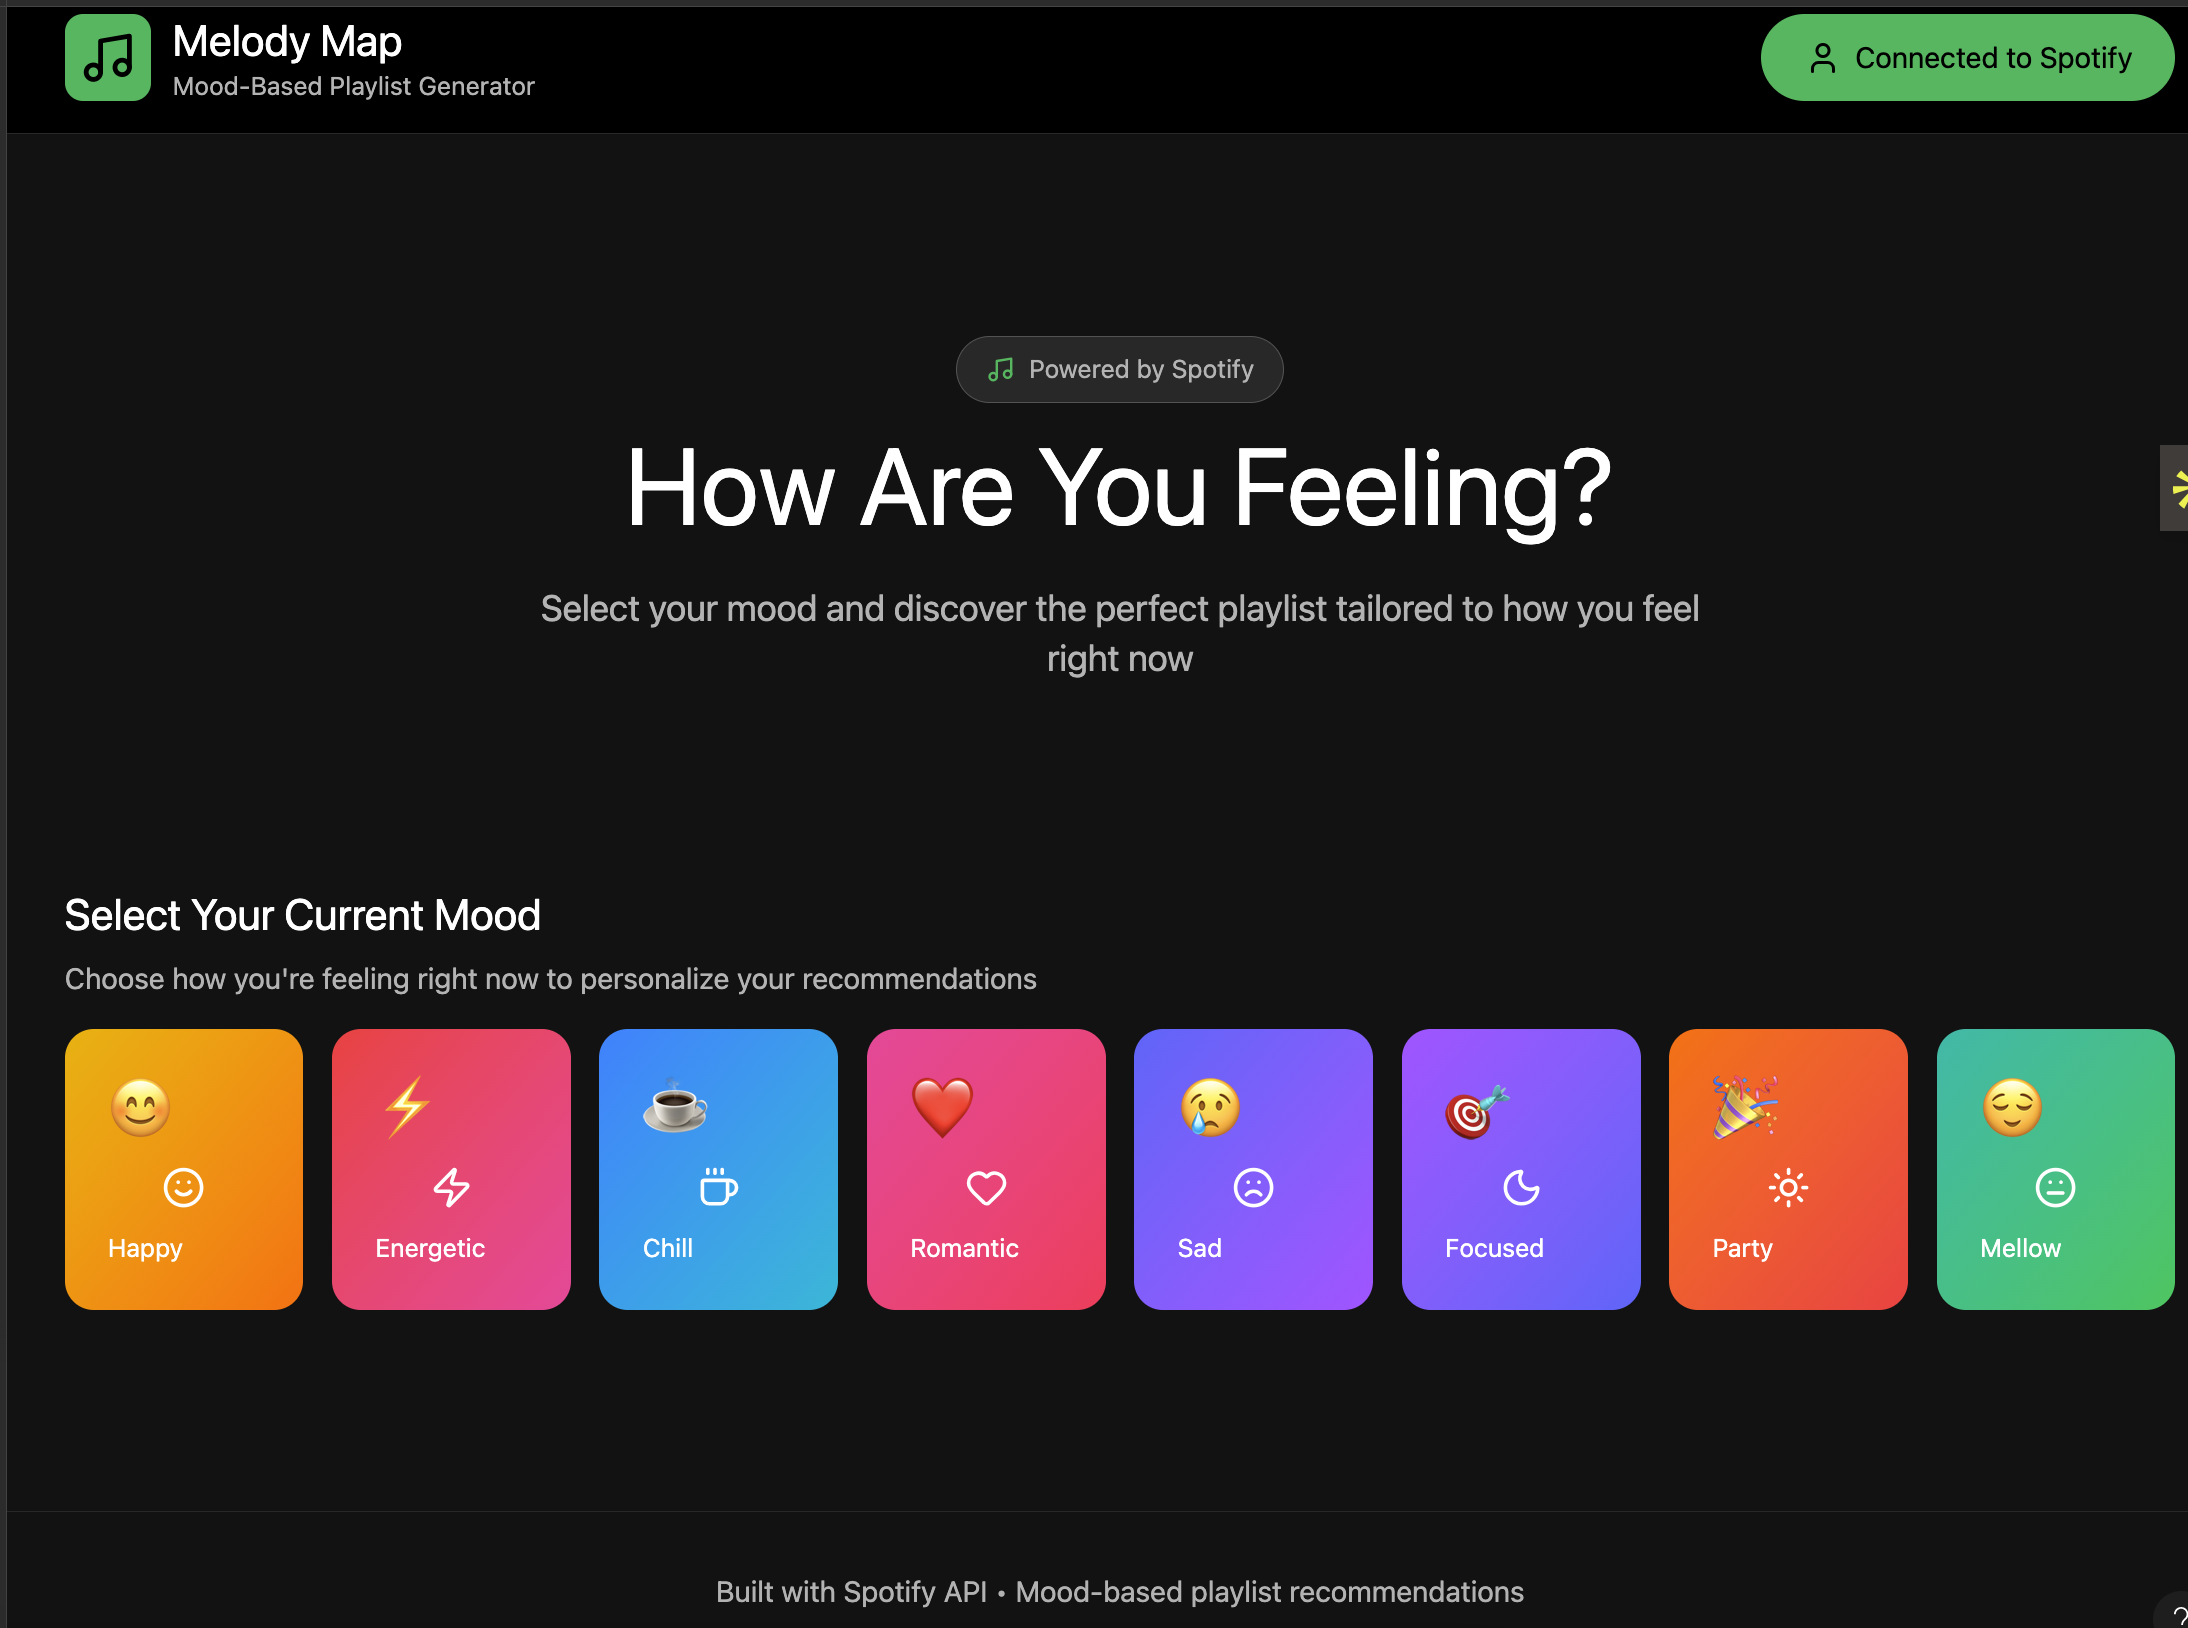 Melody Map
Mood-Based Playlist Generator
Connected to Spotify
Powered by Spotify
How Are You Feeling?
Select your mood and discover the perfect playlist tailored to how you feel
right now
Select Your Current Mood
Choose how you're feeling right now to personalize your recommendations
Happy
Energetic
Chill
Romantic
Sad
Focused
Party
Mellow
Built with Spotify API • Mood-based playlist recommendations
?